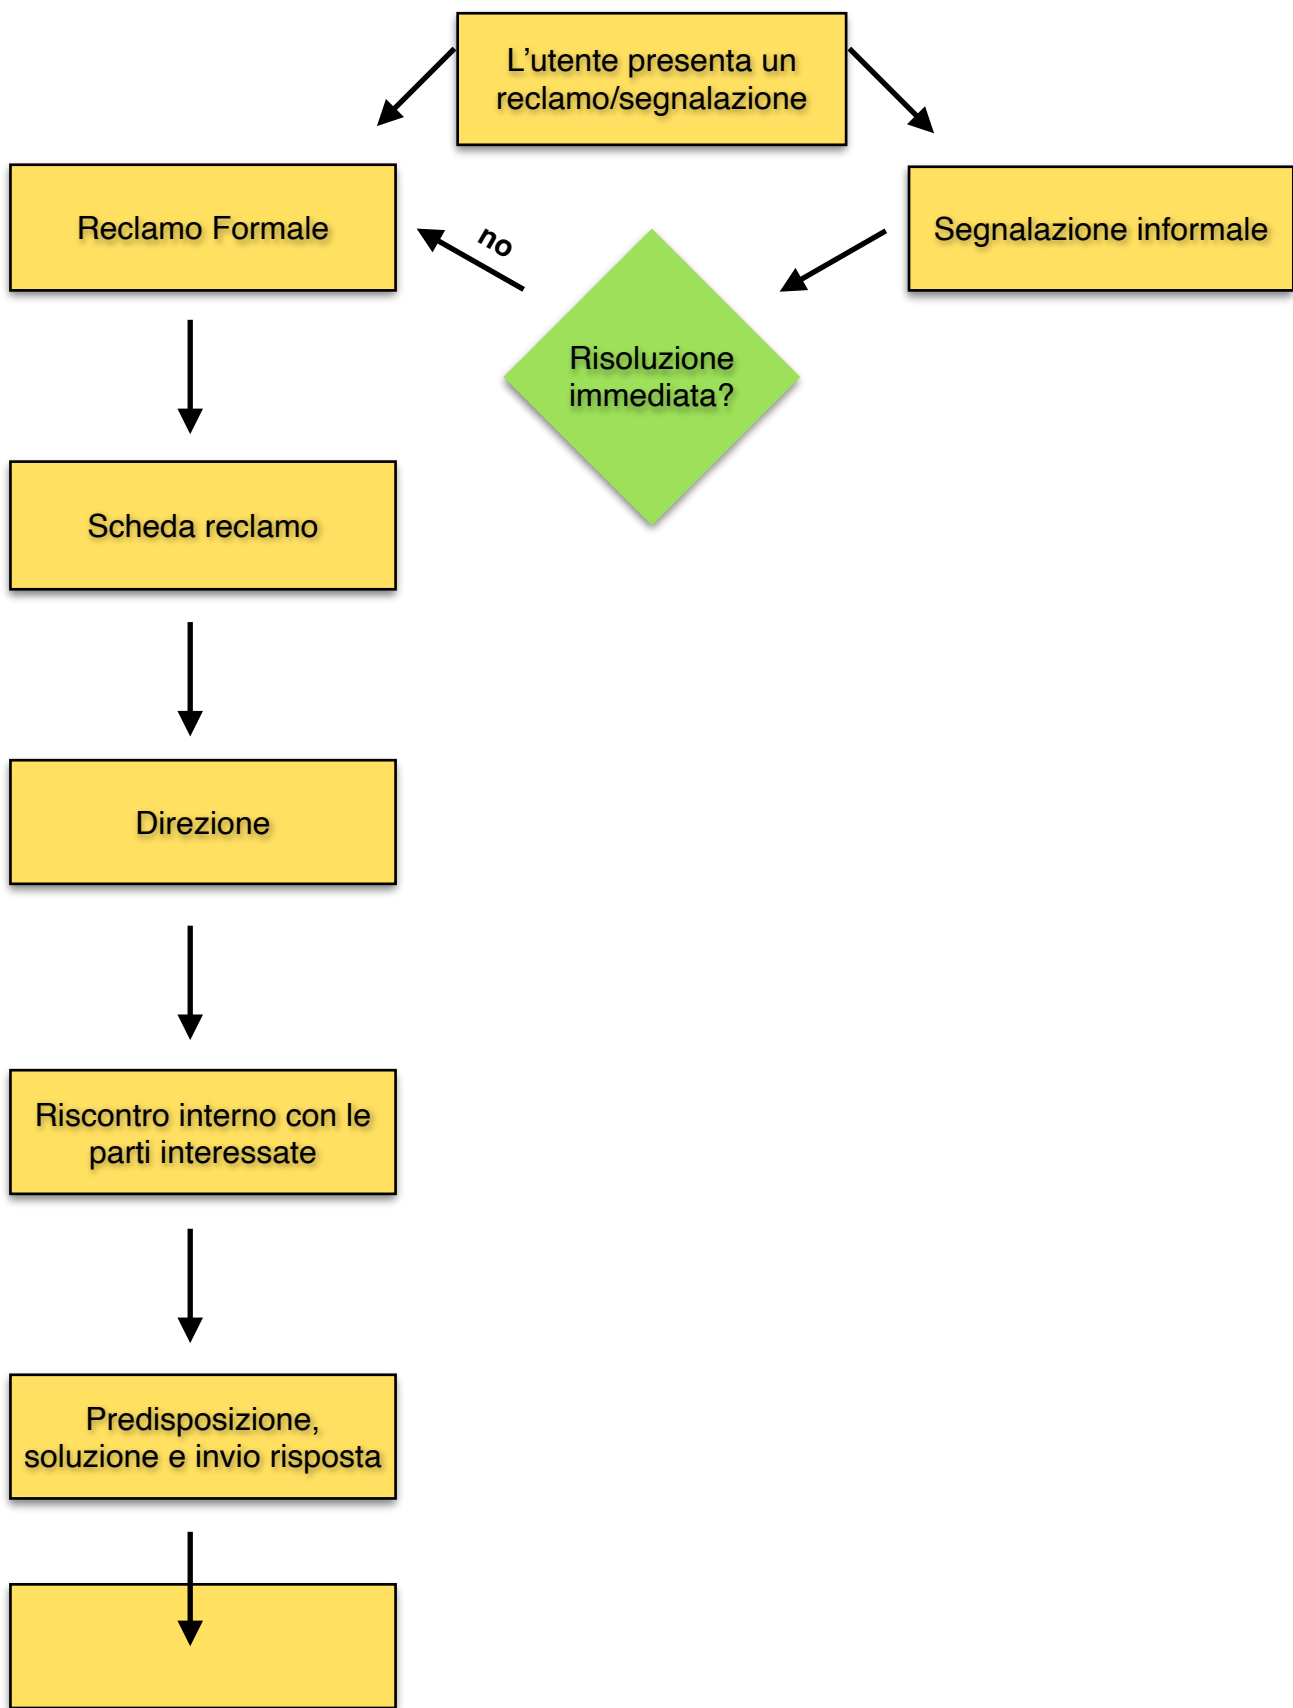 L’utente presenta un
reclamo/segnalazione
Reclamo Formale
no
Segnalazione informale
Risoluzione
immediata?
Scheda reclamo
Direzione
Riscontro interno con le
parti interessate
Predisposizione,
soluzione e invio risposta